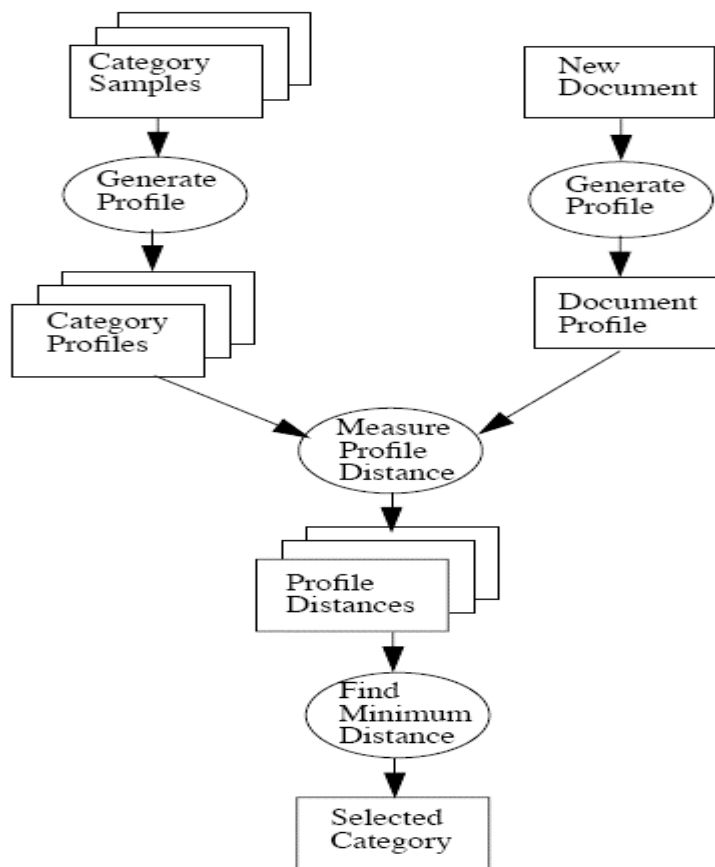 Category
Samples
New
Document
Generate
Profile
Generate
Profile
Category
Profiles
Document
Profile
Measure
Profile
Distance
Profile
Distances
Find
Minimum
Distance
Selected
Category